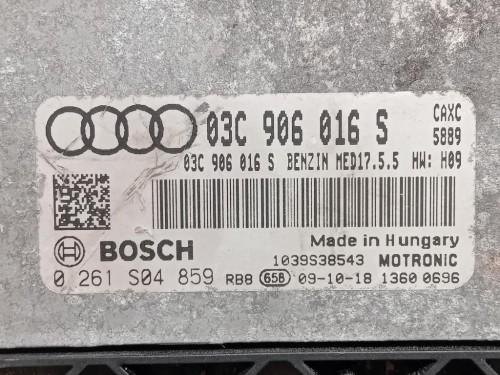 03C 906 016 S CAXC
5889
03C 906 016 S BENZIN MED17.5.5 HW: H09
BOSCH
Made in Hungary
1039S38543 MOTRONIC
0 261 S04 859 RB8 65B 09-10-18 1360 0696